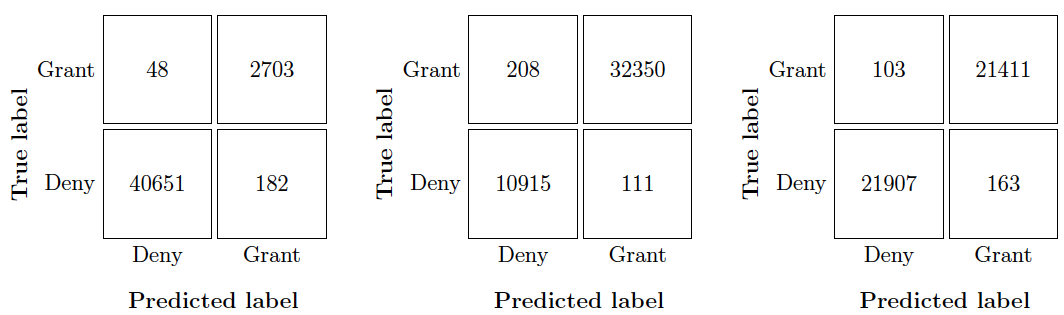 Grant 48 2703
Deny 40651 182
Deny Grant
Predicted label
True label
Grant 208 32350
Deny 10915 111
Deny Grant
Predicted label
True label
Grant 103 21411
Deny 21907 163
Deny Grant
Predicted label
True label